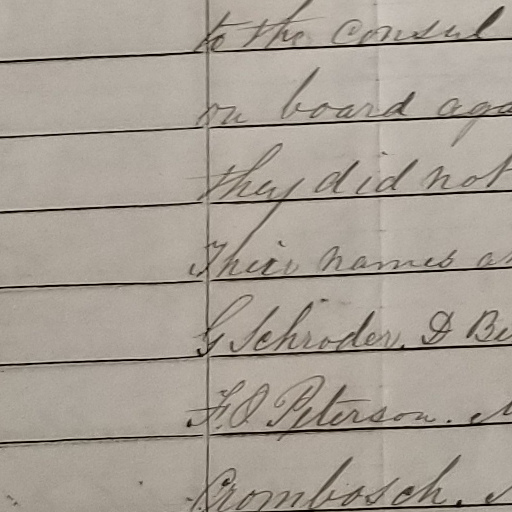 to the Consul
on board aga
they did not
Their names a
G Schroder. D Be
F. O Peterson.
Crombosch.